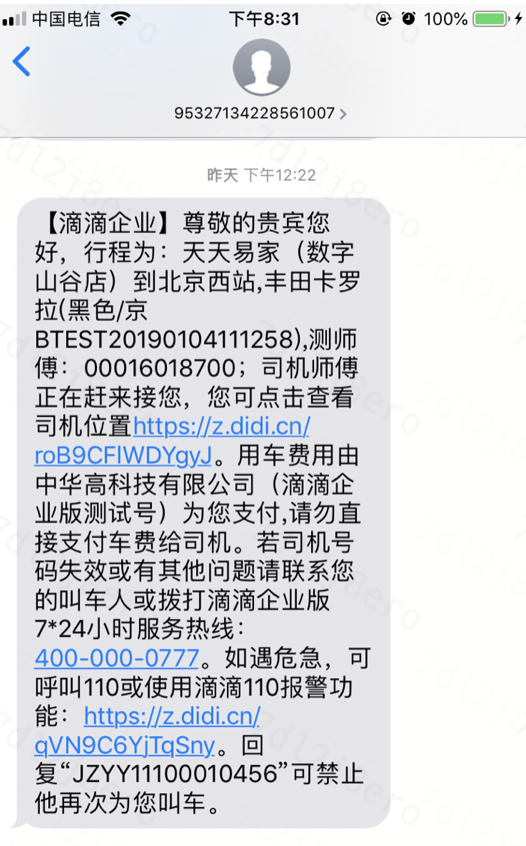 中国电信
下午8:31
100%
95327134228561007
昨天 下午12:22
【滴滴企业】尊敬的贵宾您
好，行程为：天天易家（数字
山谷店）到北京西站,丰田卡罗
拉(黑色/京
BTEST20190104111258),测师
傅：00016018700；司机师傅
正在赶来接您，您可点击查看
司机位置https://z.didi.cn/
roB9CFlWDYgyJ。用车费用由
中华高科技有限公司（滴滴企
业版测试号）为您支付,请勿直
接支付车费给司机。若司机号
码失效或有其他问题请联系您
的叫车人或拨打滴滴企业版
7*24小时服务热线：
400-000-0777。如遇危急，可
呼叫110或使用滴滴110报警功
能：https://z.didi.cn/
qVN9C6YjTqSny。回
复“JZYY11100010456”可禁止
他再次为您叫车。